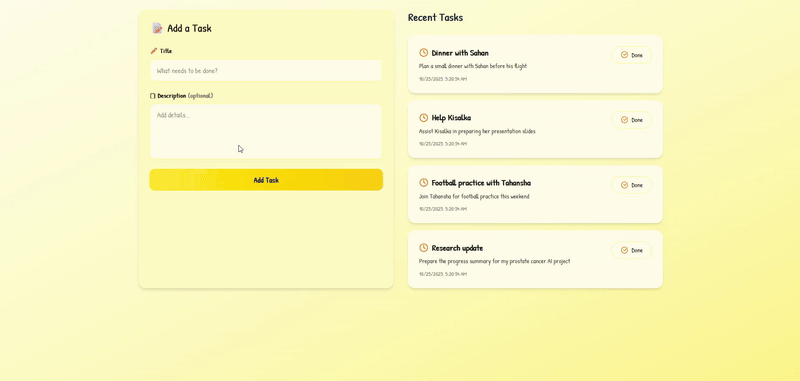 Add a Task
Title
What needs to be done?
Description (optional)
Add details...
Add Task
Recent Tasks
Dinner with Sahan
Plan a small dinner with Sahan before his flight
10/25/2025, 5:20:54 AM
Done
Help Kisalka
Assist Kisalka in preparing her presentation slides
10/25/2025, 5:20:54 AM
Done
Football practice with Tahansha
Join Tahansha for football practice this weekend
10/25/2025, 5:20:54 AM
Done
Research update
Prepare the progress summary for my prostate cancer AI project
10/25/2025, 5:20:54 AM
Done